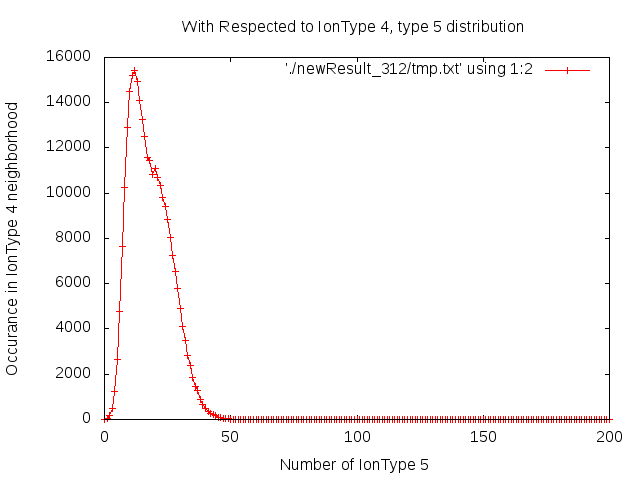 With Respected to IonType 4, type 5 distribution
'./newResult_312/tmp.txt' using 1:2
16000
14000
12000
10000
8000
6000
4000
2000
0
Occurance in IonType 4 neighborhood
0 50 100 150 200
Number of IonType 5